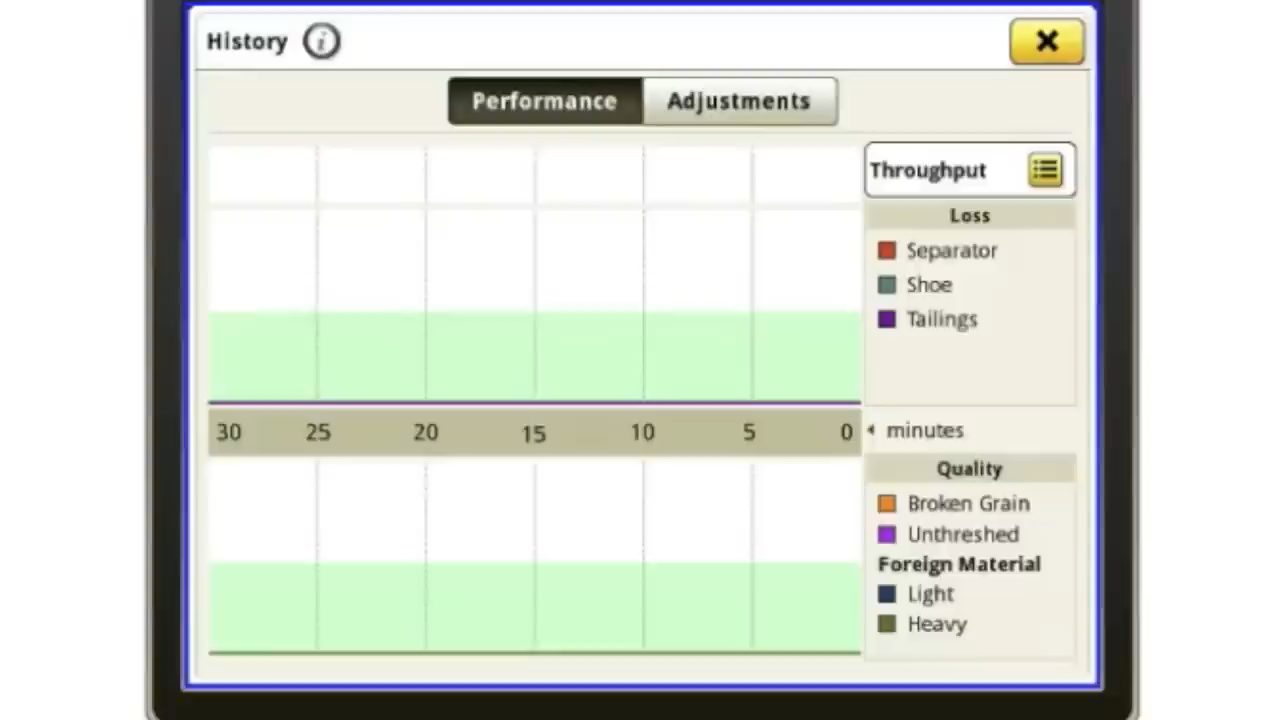 History
Performance
Adjustments
Throughput
Loss
Separator
Shoe
Tailings
30 25 20 15 10 5 0 minutes
Quality
Broken Grain
Unthreshed
Foreign Material
Light
Heavy